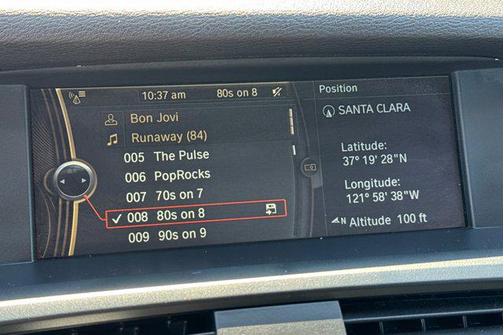 10:37 am 80s on 8
Bon Jovi
Runaway (84)
005 The Pulse
006 PopRocks
007 70s on 7
008 80s on 8
009 90s on 9
Position
SANTA CLARA
Latitude:
37° 19' 28"N
Longitude:
121° 58' 38"W
N Altitude 100 ft